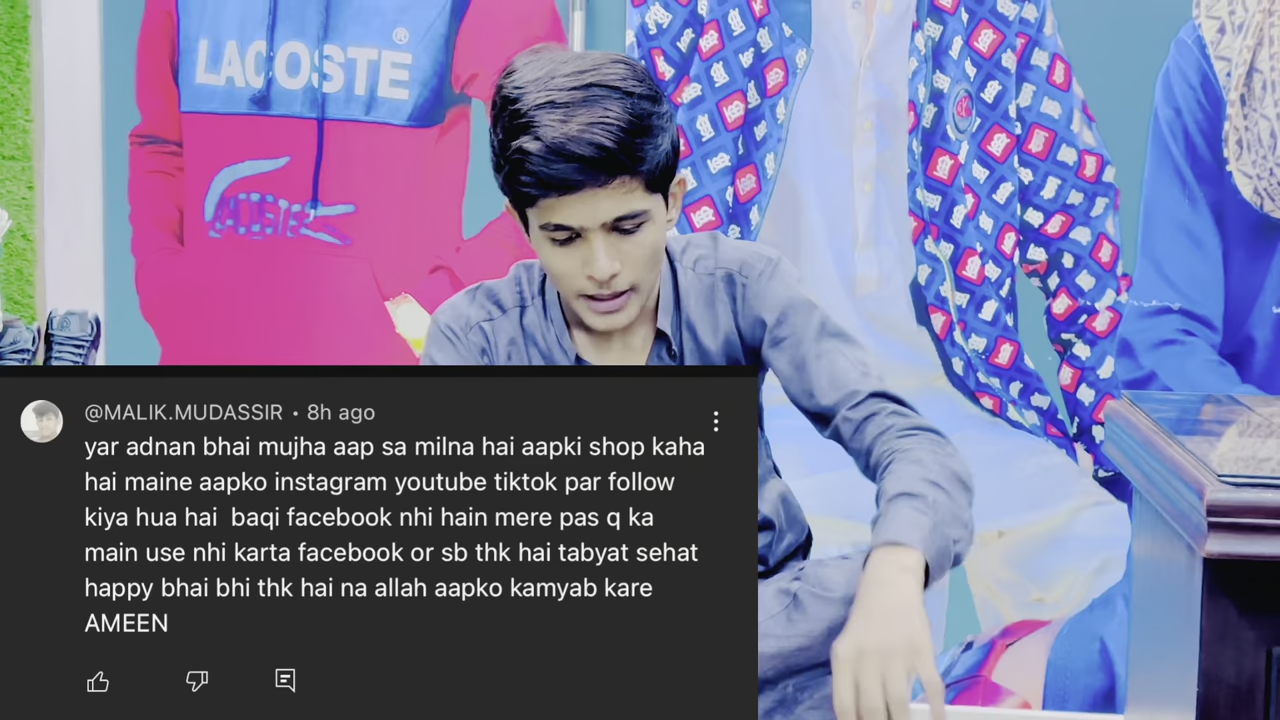 LACOSTE®
LACOSTE
@MALIK.MUDASSIR • 8h ago
yar adnan bhai mujha aap sa milna hai aapki shop kaha
hai maine aapko instagram youtube tiktok par follow
kiya hua hai  baqi facebook nhi hain mere pas q ka
main use nhi karta facebook or sb thk hai tabyat sehat
happy bhai bhi thk hai na allah aapko kamyab kare
AMEEN